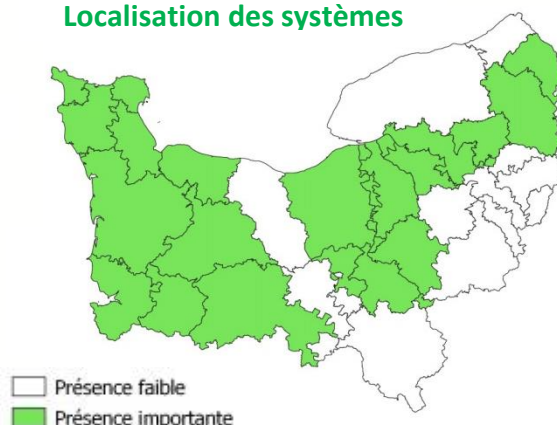 Localisation des systèmes
Présence faible
Présence importante